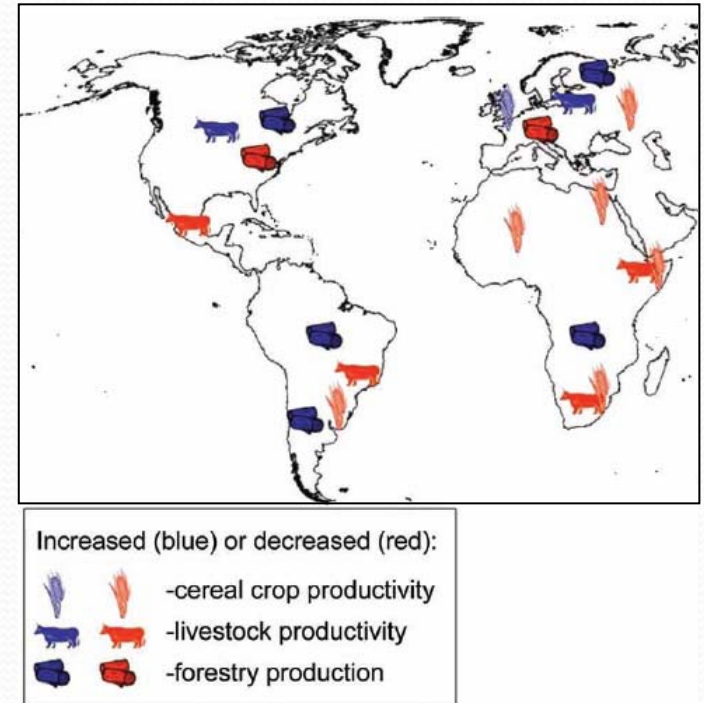 Increased (blue) or decreased (red):
-cereal crop productivity
-livestock productivity
-forestry production